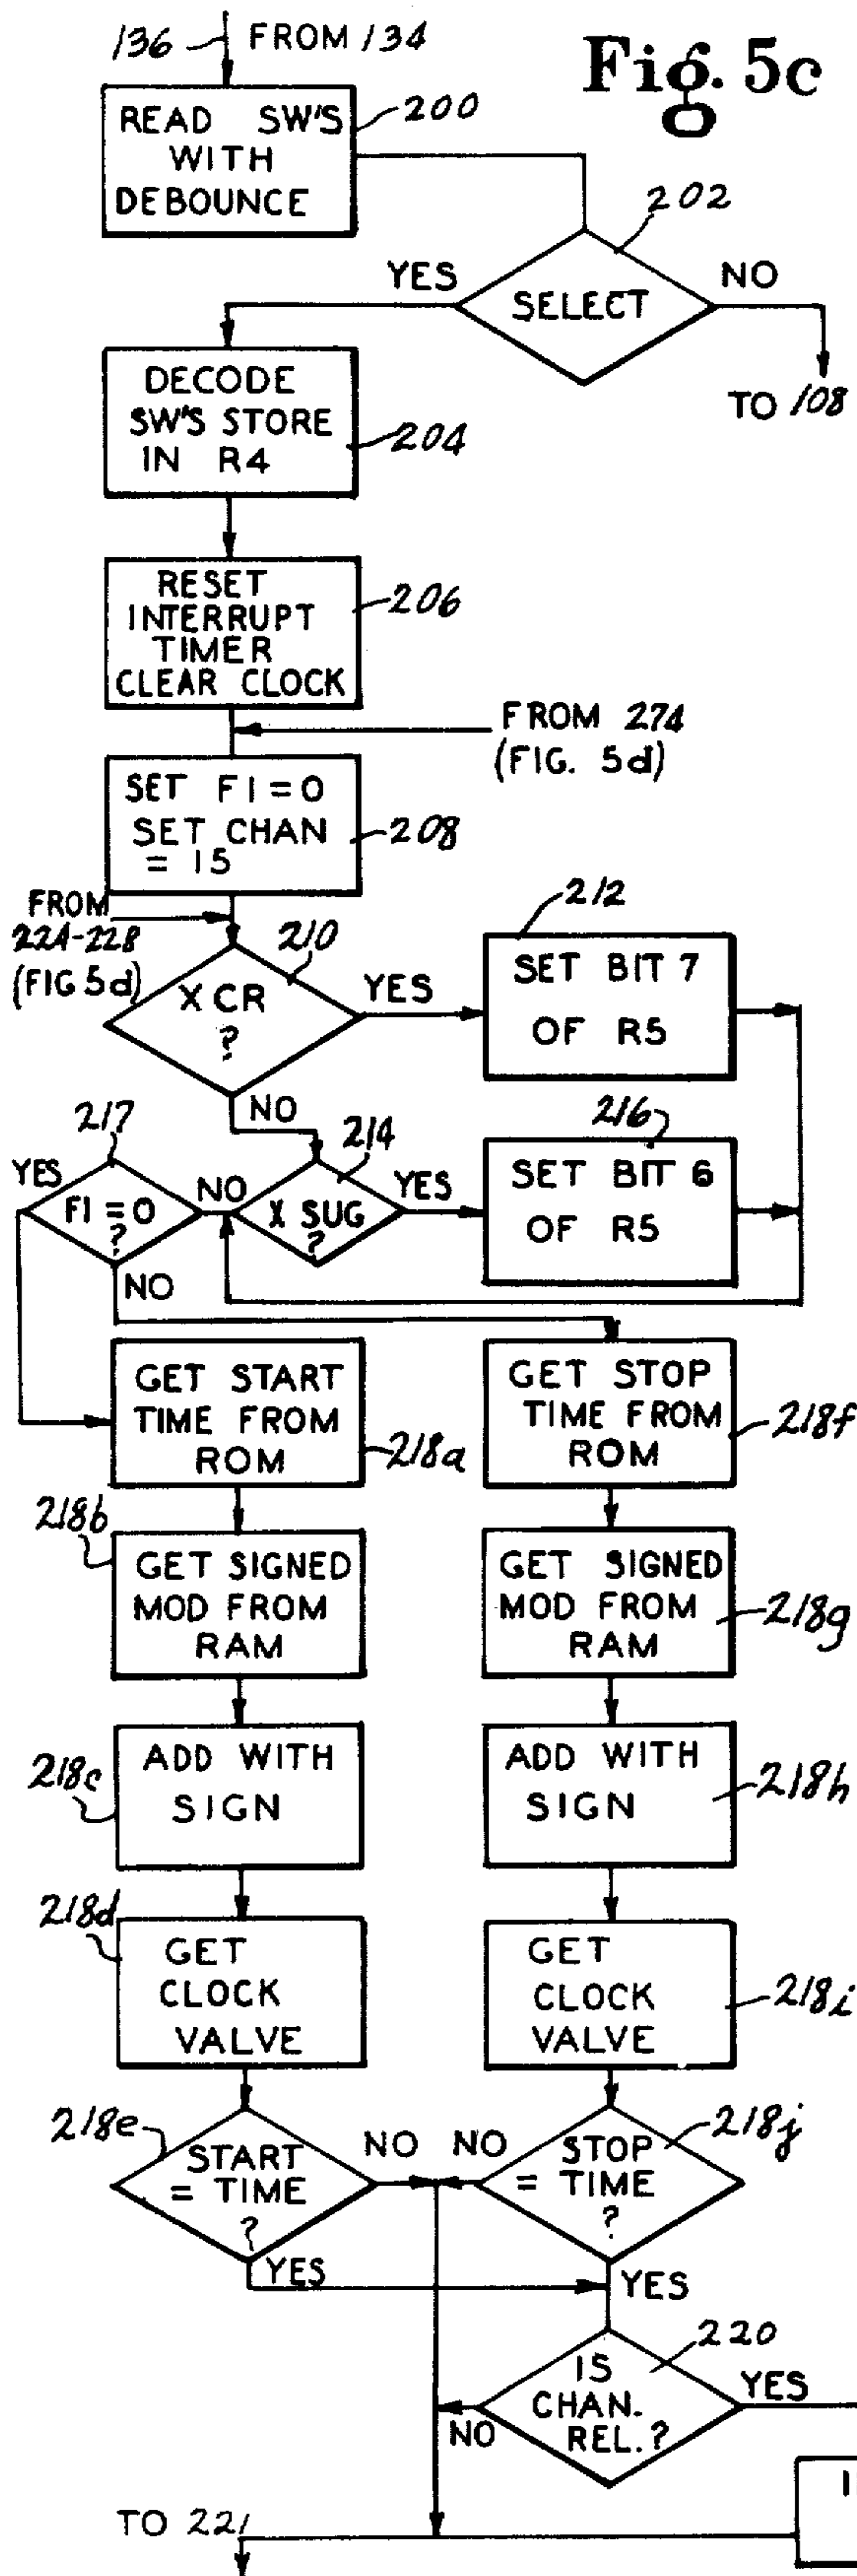 136
FROM 134
Fig. 5c
READ SW'S
WITH
DEBOUNCE
200
202
SELECT
YES
NO
TO 108
DECODE
SW'S STORE
IN R4
204
RESET
INTERRUPT
TIMER
CLEAR CLOCK
206
FROM 274
(FIG. 5d)
SET F1 = 0
SET CHAN
= 15
208
FROM
224-228
(FIG 5d)
210
X CR
?
YES
NO
212
SET BIT 7
OF R5
217
YES
F1 = 0
?
NO
NO
214
X SUG
?
YES
216
SET BIT 6
OF R5
GET START
TIME FROM
ROM
218a
GET STOP
TIME FROM
ROM
218f
218b
GET SIGNED
MOD FROM
RAM
GET SIGNED
MOD FROM
RAM
218g
218c
ADD WITH
SIGN
ADD WITH
SIGN
218h
218d
GET
CLOCK
VALVE
GET
CLOCK
VALVE
218i
218e
START
= TIME
?
NO
YES
NO
STOP
= TIME
?
218j
YES
220
IS
CHAN.
REL.?
YES
NO
TO 221